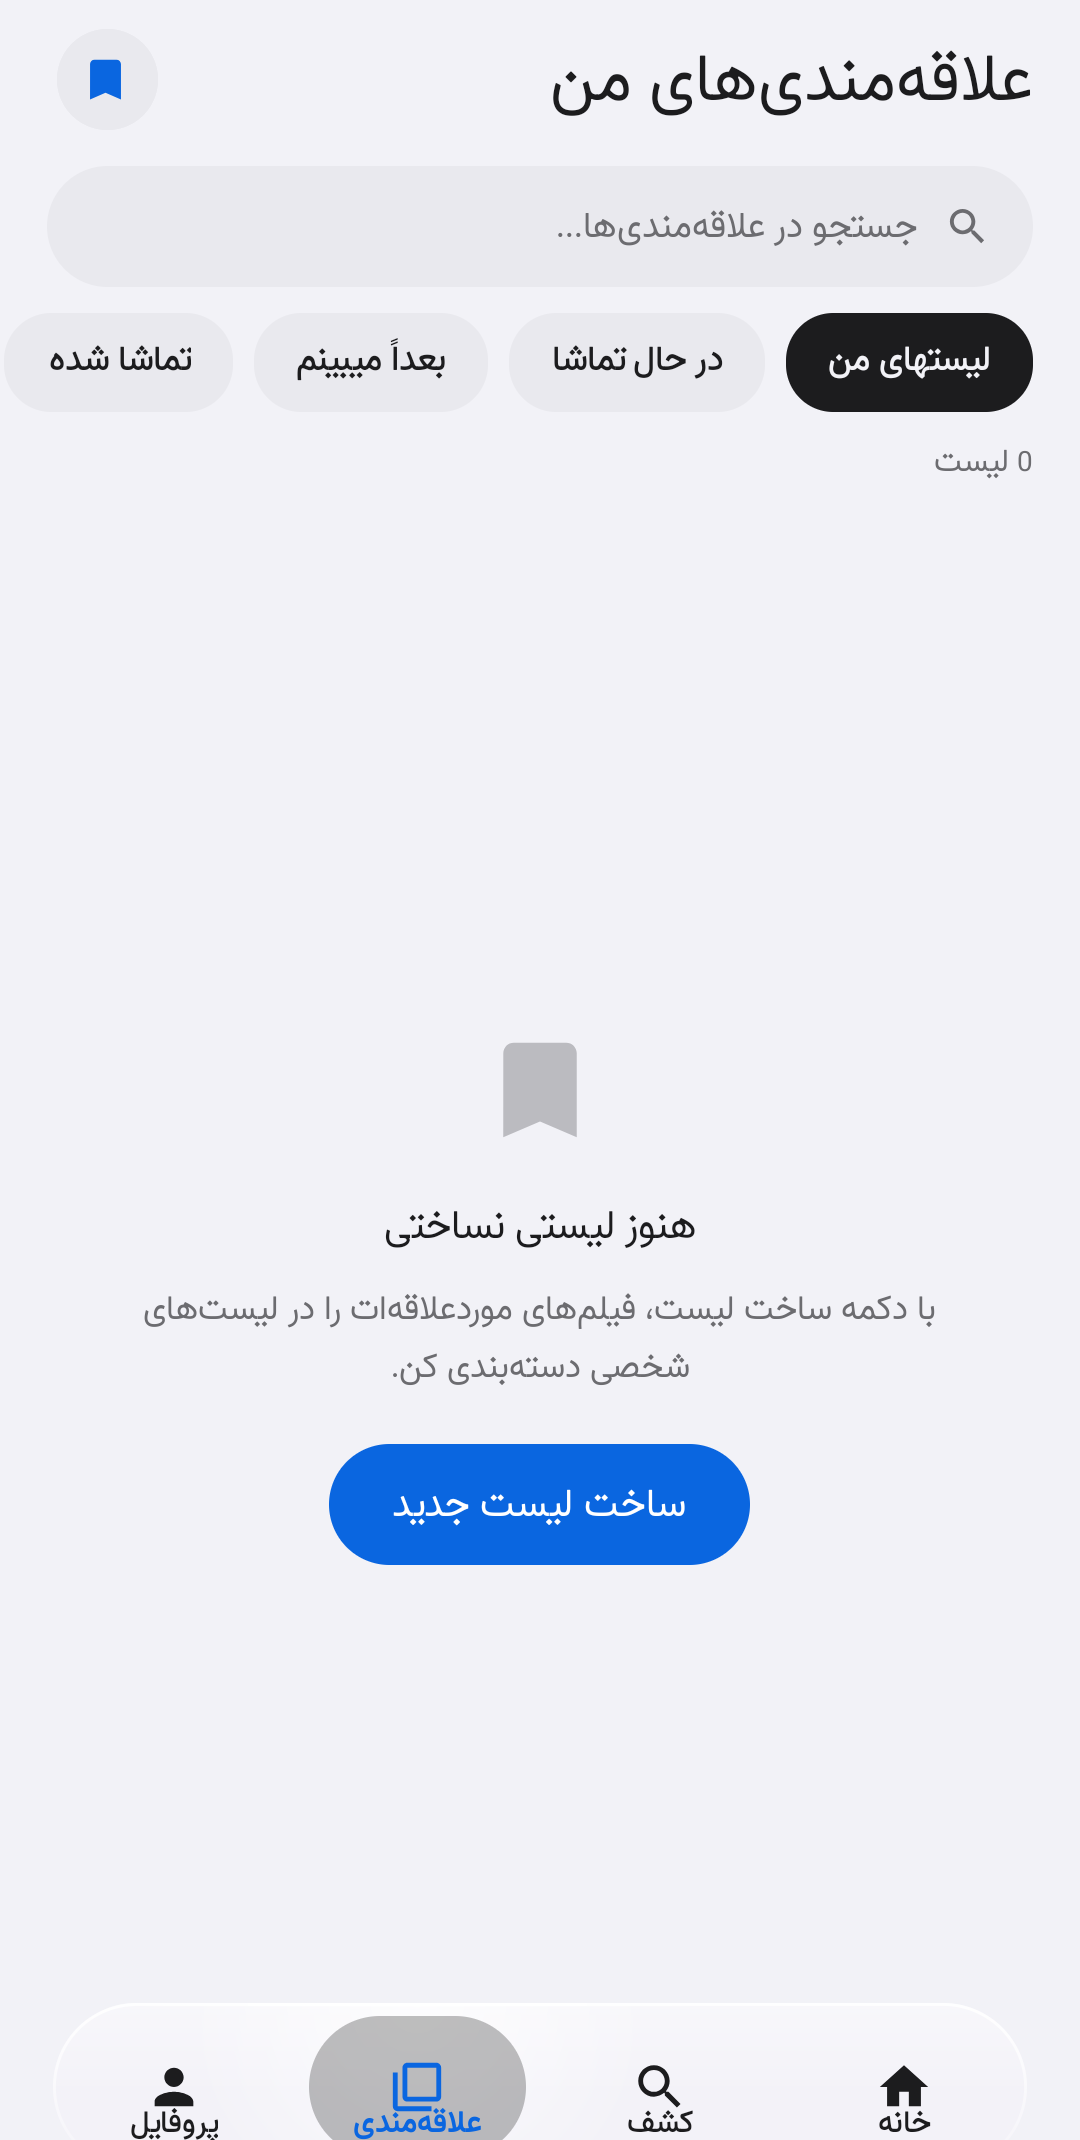 علاقه‌مندی‌های من
جستجو در علاقه‌مندی‌ها...
لیستهای من
در حال تماشا
بعداً میبینم
تماشا شده
0 لیست
هنوز لیستی نساختی
با دکمه ساخت لیست، فیلم‌های موردعلاقه‌ات را در لیست‌های
شخصی دسته‌بندی کن.
ساخت لیست جدید
خانه
کشف
علاقه‌مندی
پروفایل